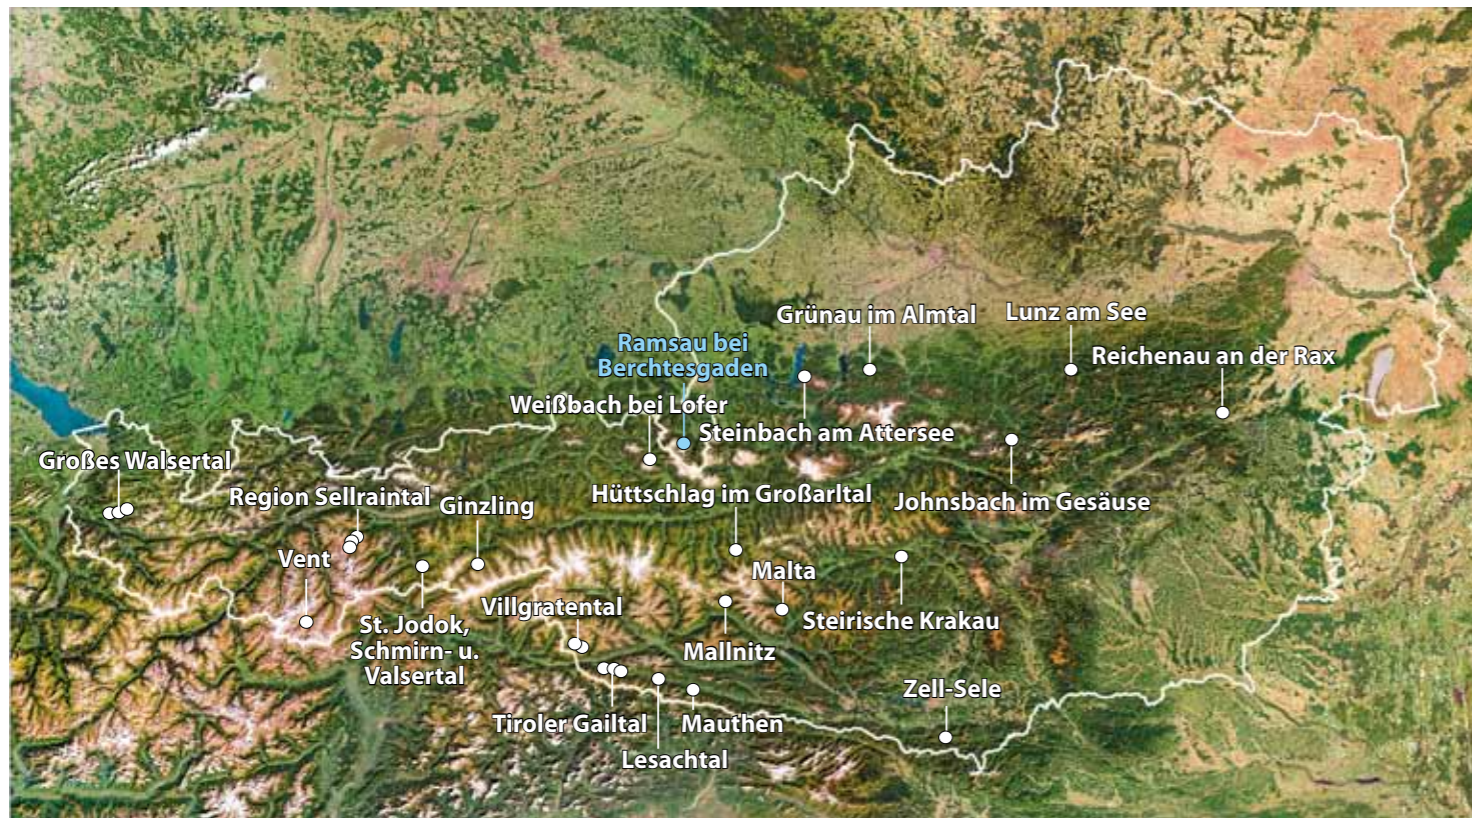 Grünau im Almtal
Lunz am See
Ramsau bei
Berchtesgaden
Reichenau an der Rax
Weißbach bei Lofer
Steinbach am Attersee
Großes Walsertal
Region Sellraintal
Ginzling
Hüttschlag im Großarltal
Johnsbach im Gesäuse
Vent
Malta
Villgratental
Steirische Krakau
St. Jodok,
Schmirn- u.
Valsertal
Mallnitz
Zell-Sele
Tiroler Gailtal
Mauthen
Lesachtal